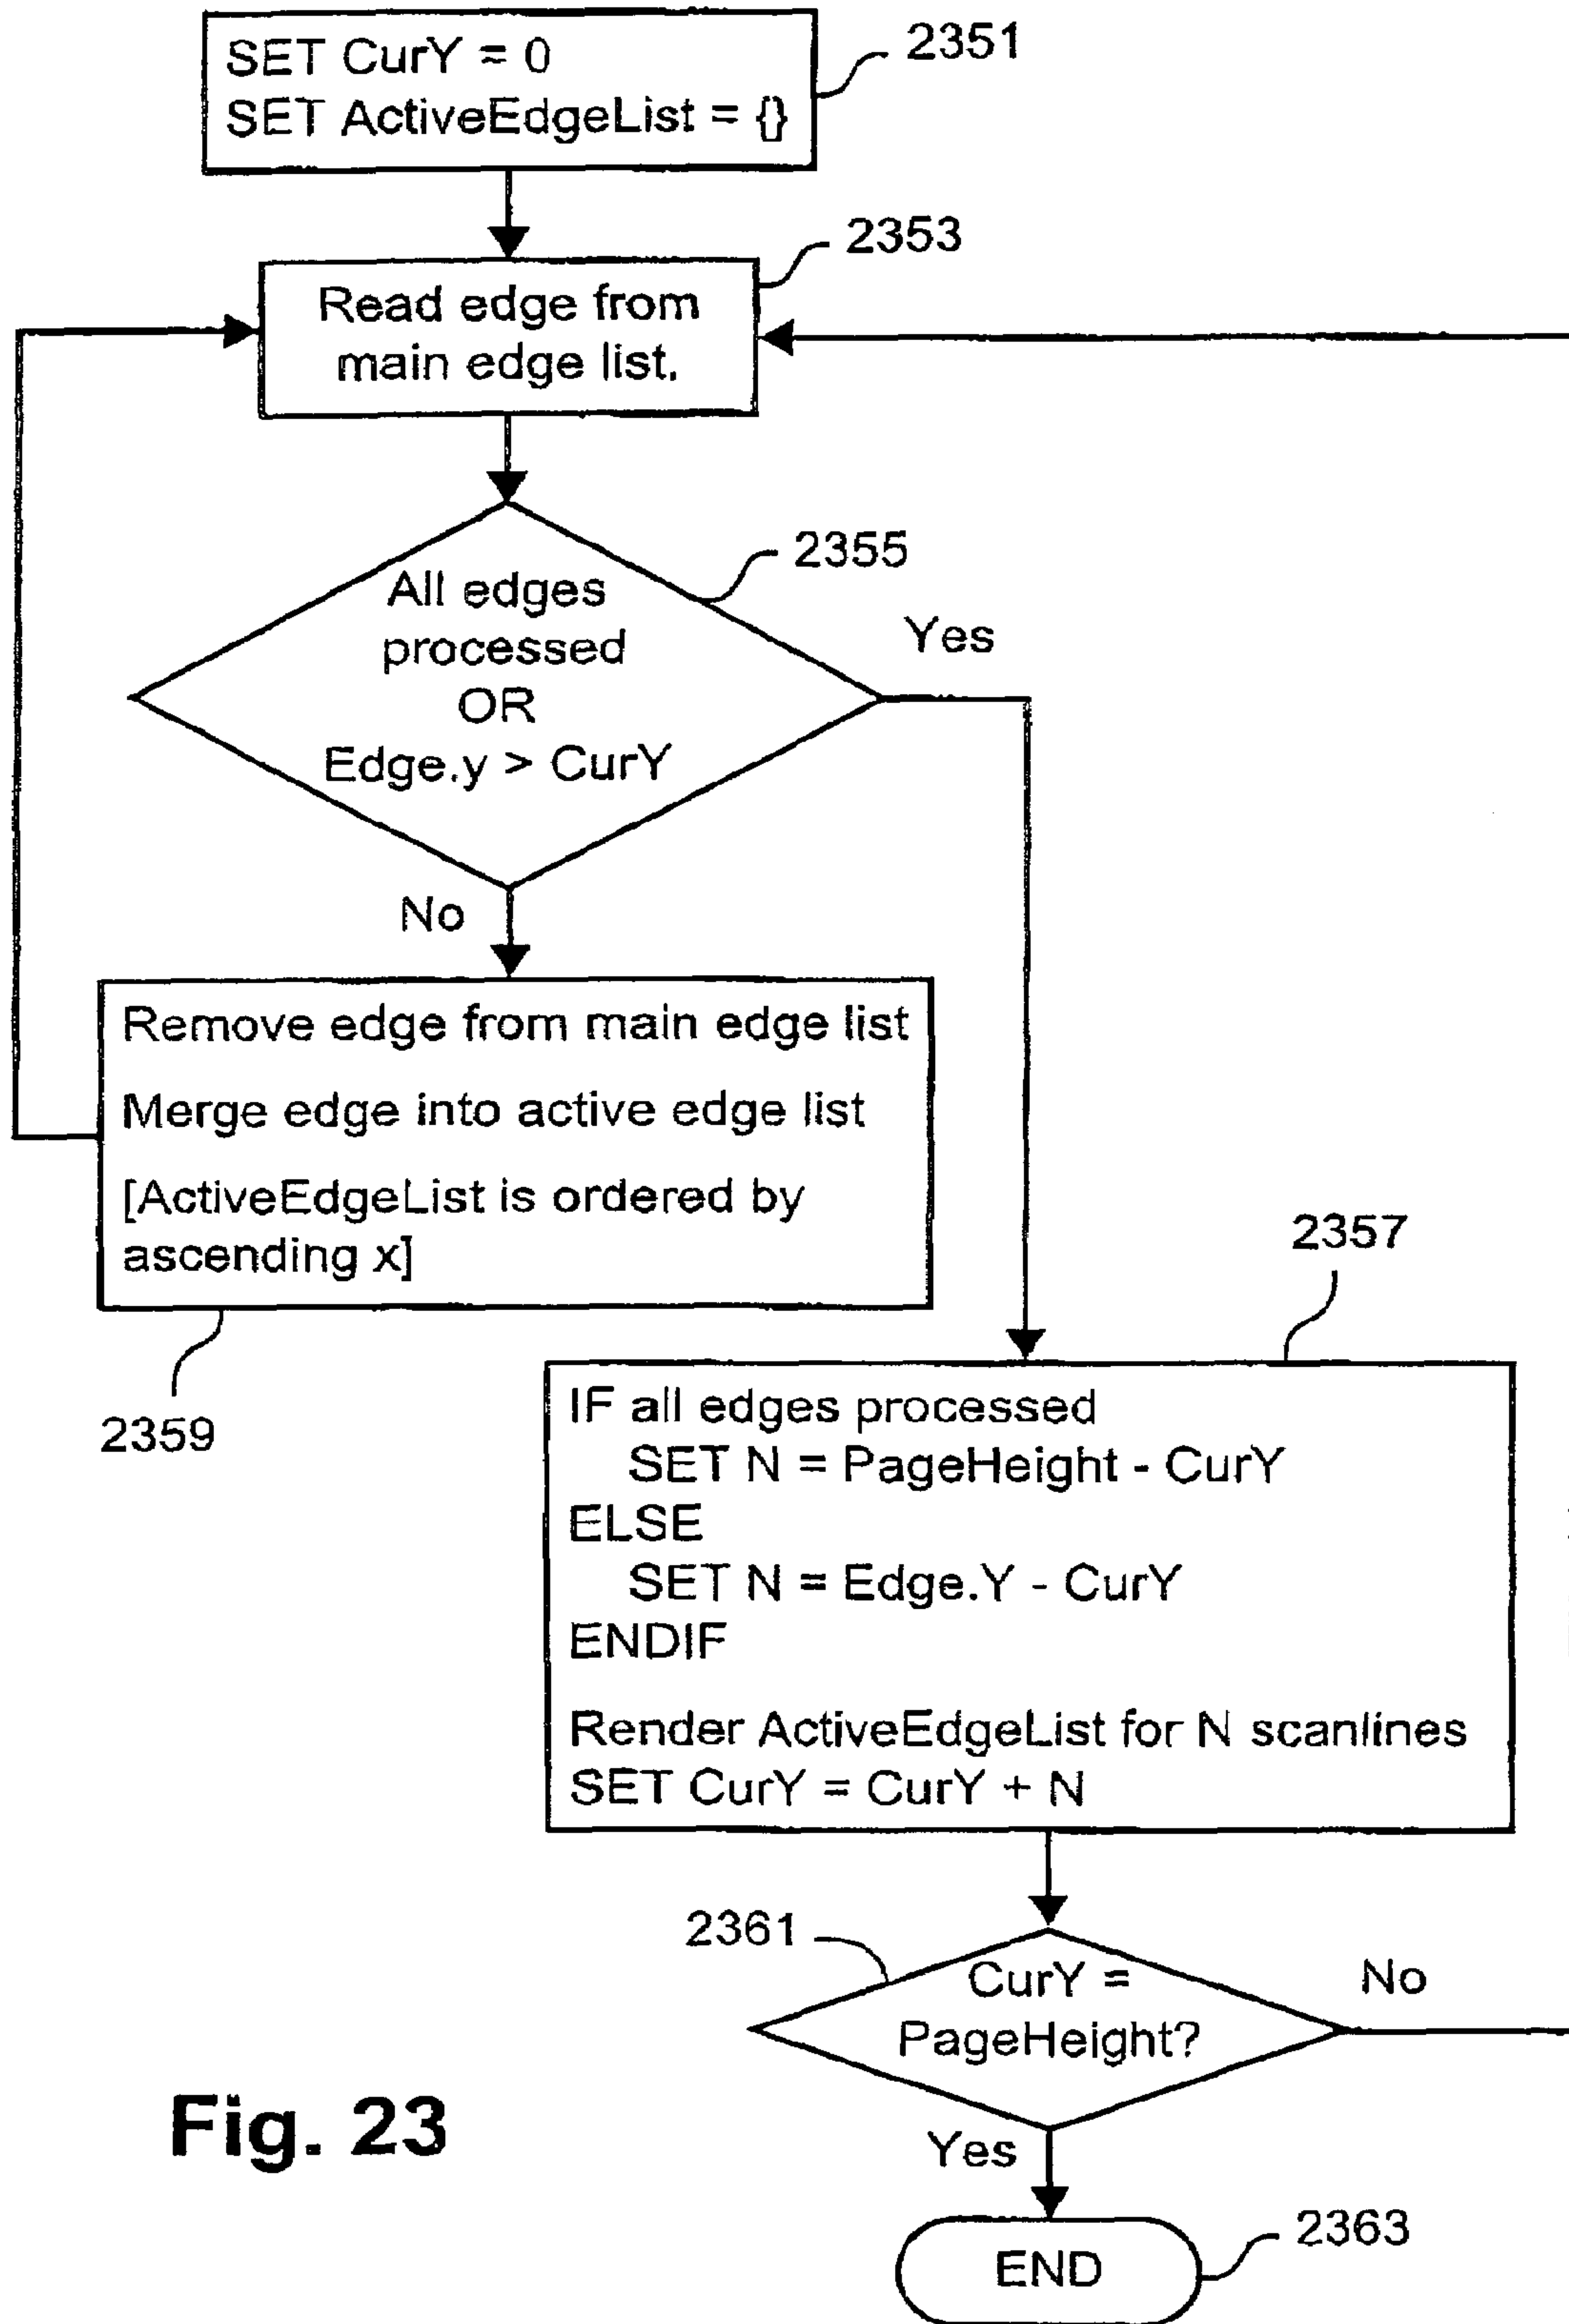 SET CurY = 0
SET ActiveEdgeList = {}
2351
2353
Read edge from
main edge list.
2355
All edges
processed
OR
Edge.y > CurY
Yes
No
Remove edge from main edge list
Merge edge into active edge list
[ActiveEdgeList is ordered by
ascending x]
2359
2357
IF all edges processed
SET N = PageHeight - CurY
ELSE
SET N = Edge.Y - CurY
ENDIF
Render ActiveEdgeList for N scanlines
SET CurY = CurY + N
2361
CurY =
PageHeight?
No
Yes
END
2363
Fig. 23